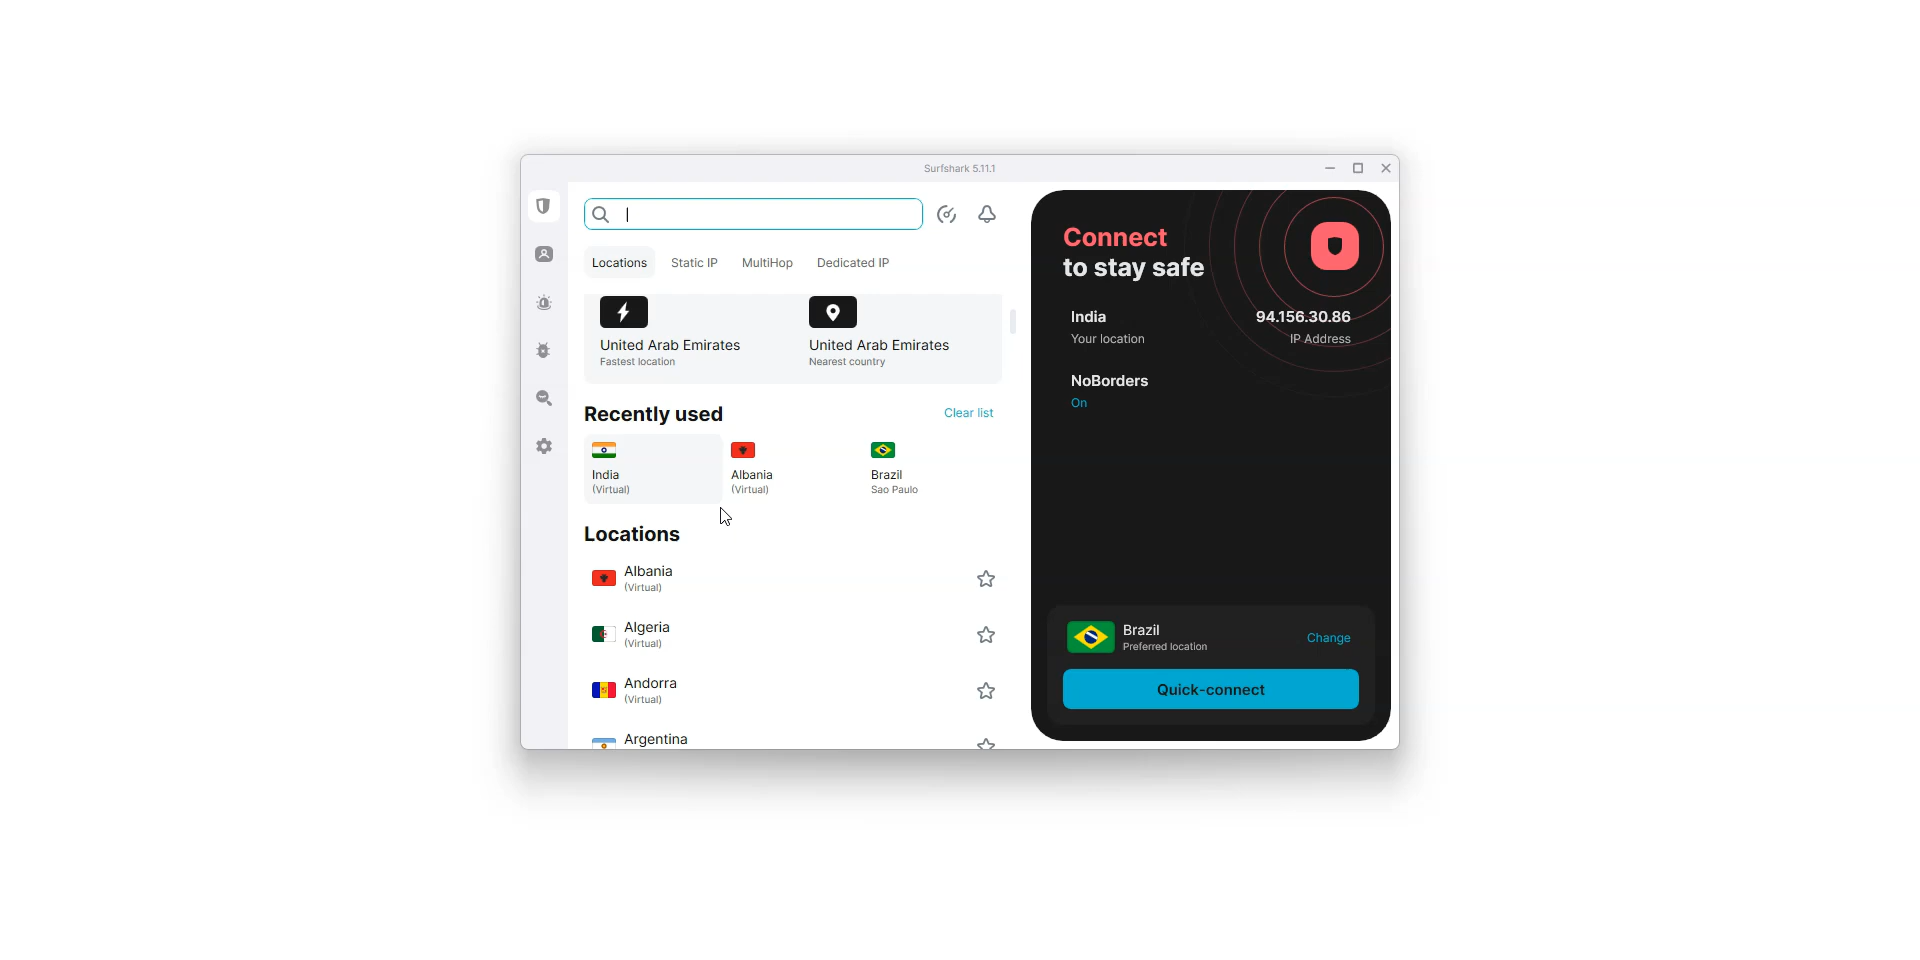 Surfshark 5.11.1
Locations
Static IP
MultiHop
Dedicated IP
United Arab Emirates
Fastest location
United Arab Emirates
Nearest country
Recently used
Clear list
India
(Virtual)
Albania
(Virtual)
Brazil
Sao Paulo
Locations
Albania
(Virtual)
Algeria
(Virtual)
Andorra
(Virtual)
Argentina
Connect
to stay safe
India
Your location
94.156.30.86
IP Address
NoBorders
On
Brazil
Preferred location
Change
Quick-connect